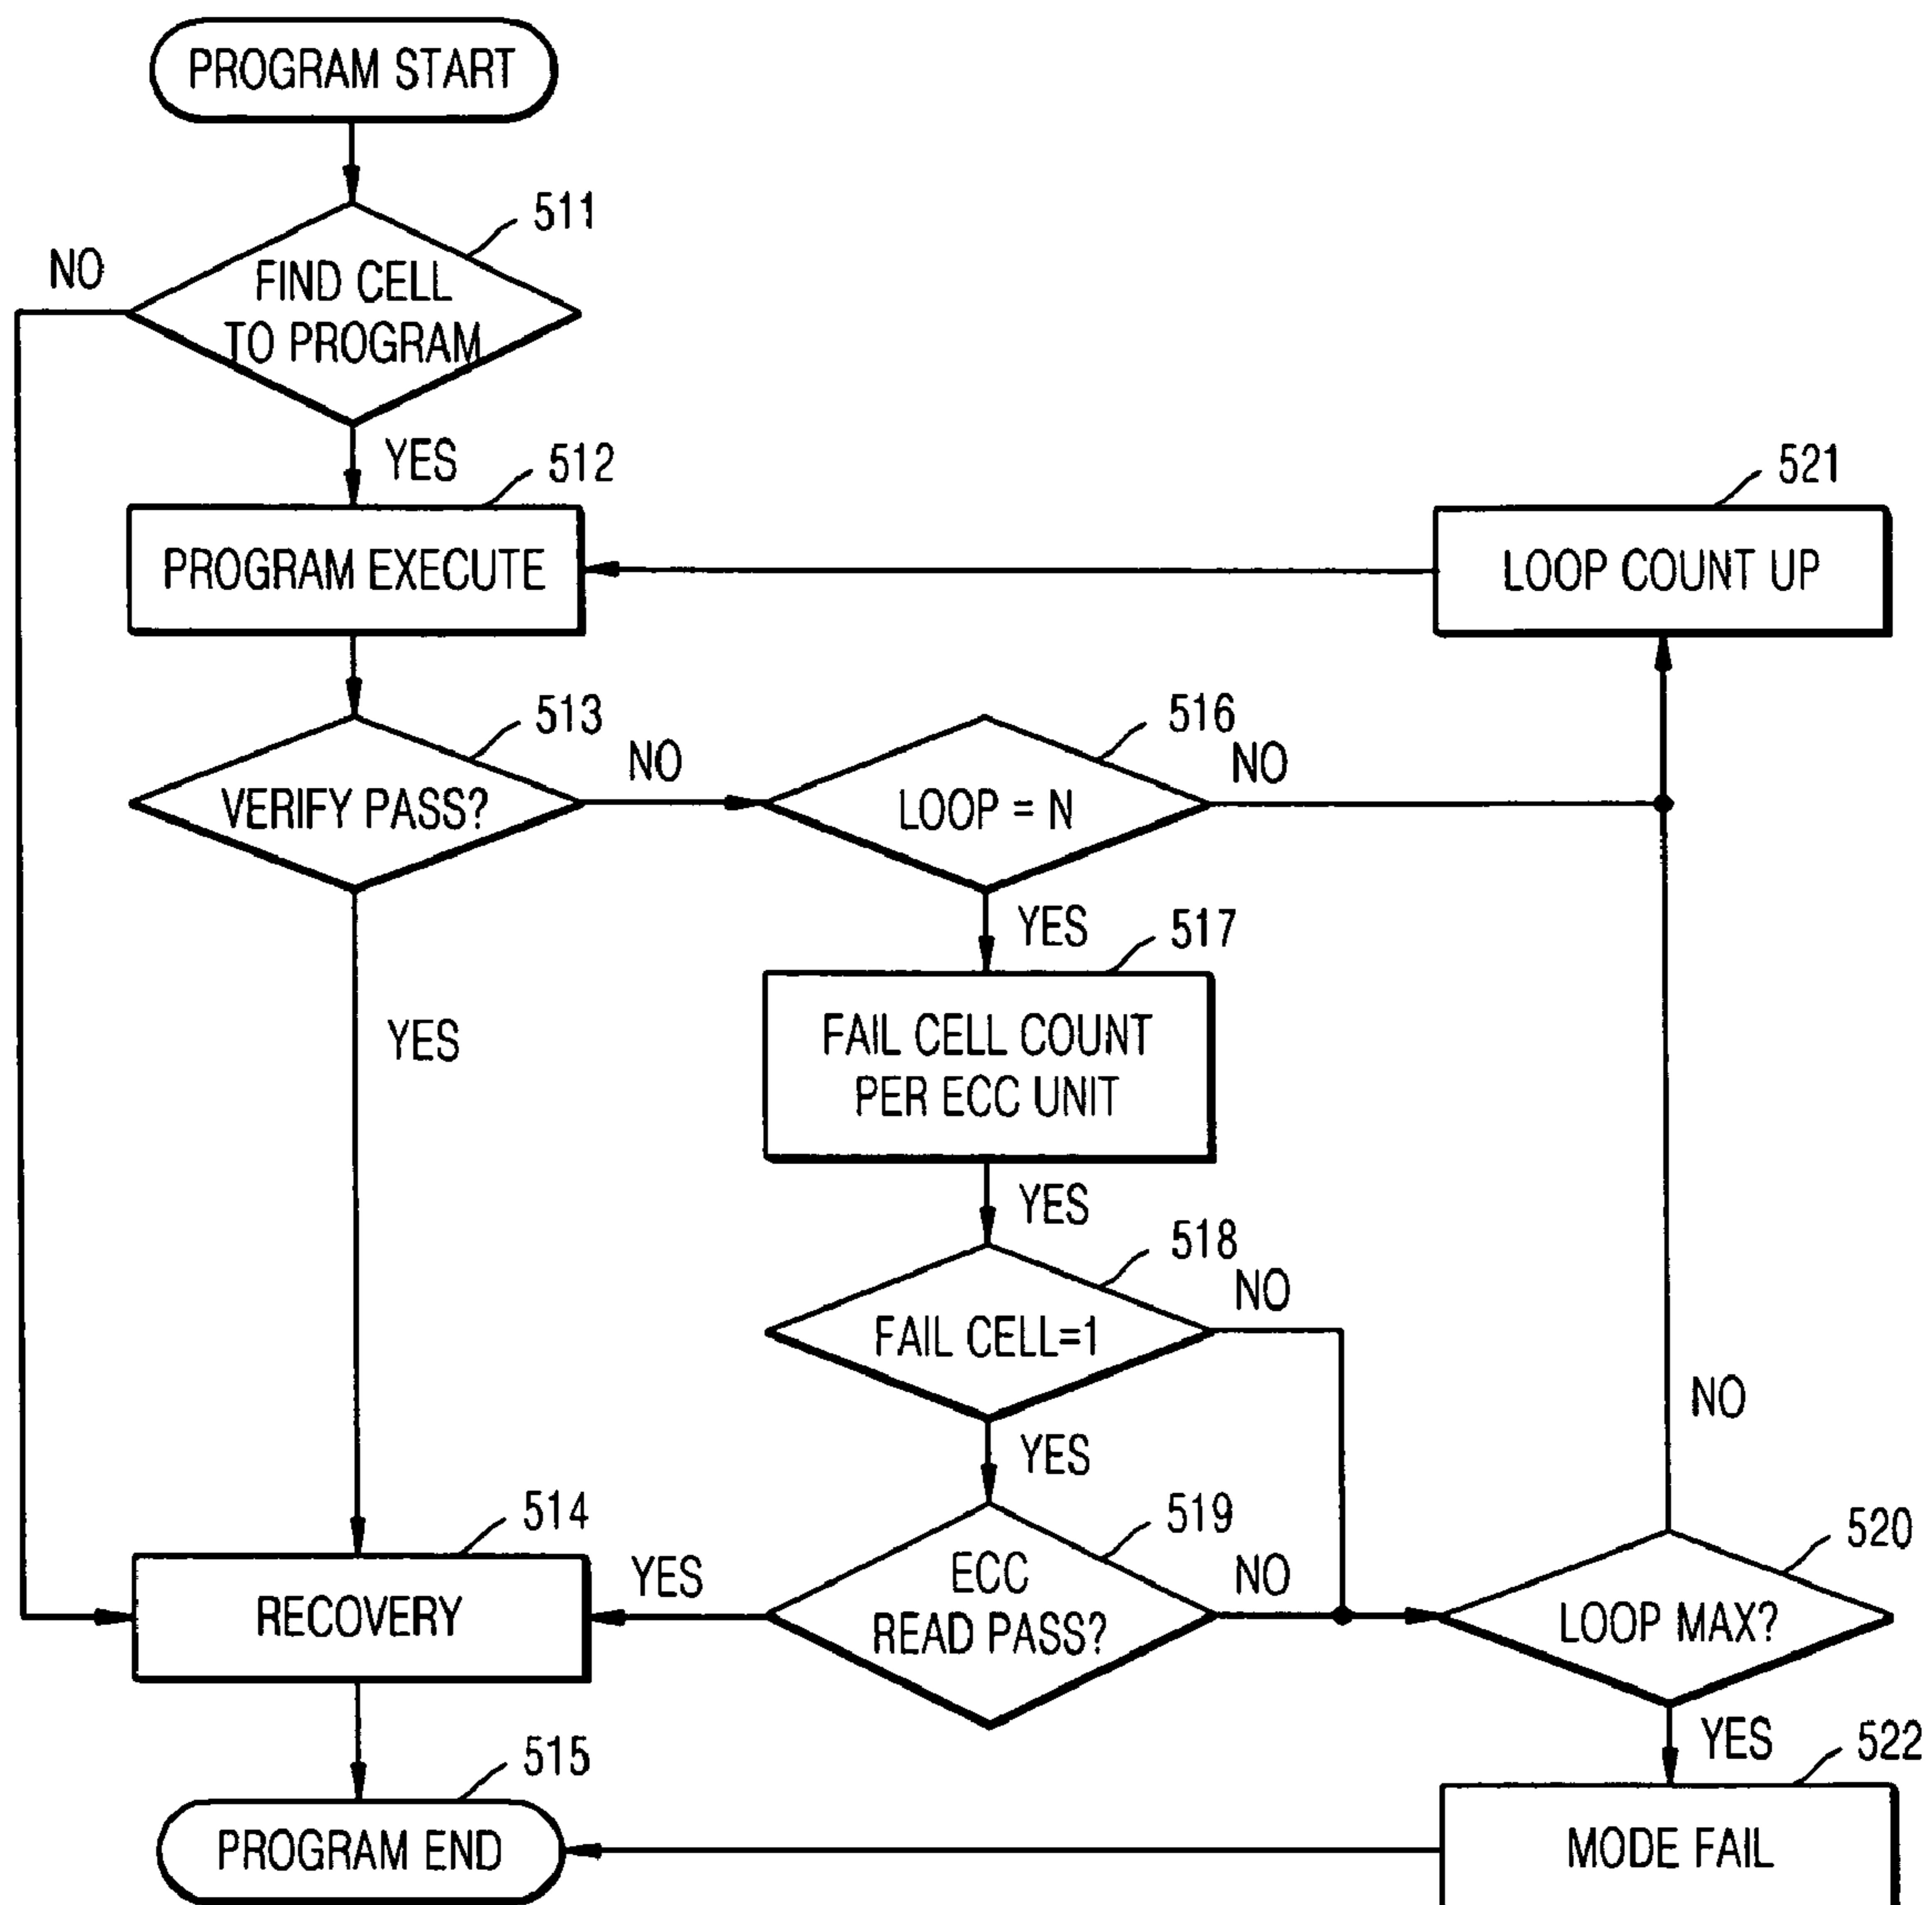 PROGRAM START
511
NO
FIND CELL
TO PROGRAM
YES
512
521
PROGRAM EXECUTE
LOOP COUNT UP
513
516
NO
NO
VERIFY PASS?
LOOP = N
YES
517
YES
FAIL CELL COUNT
PER ECC UNIT
YES
518
NO
FAIL CELL=1
NO
YES
514
519
520
YES
ECC
READ PASS?
NO
RECOVERY
LOOP MAX?
515
YES
522
PROGRAM END
MODE FAIL